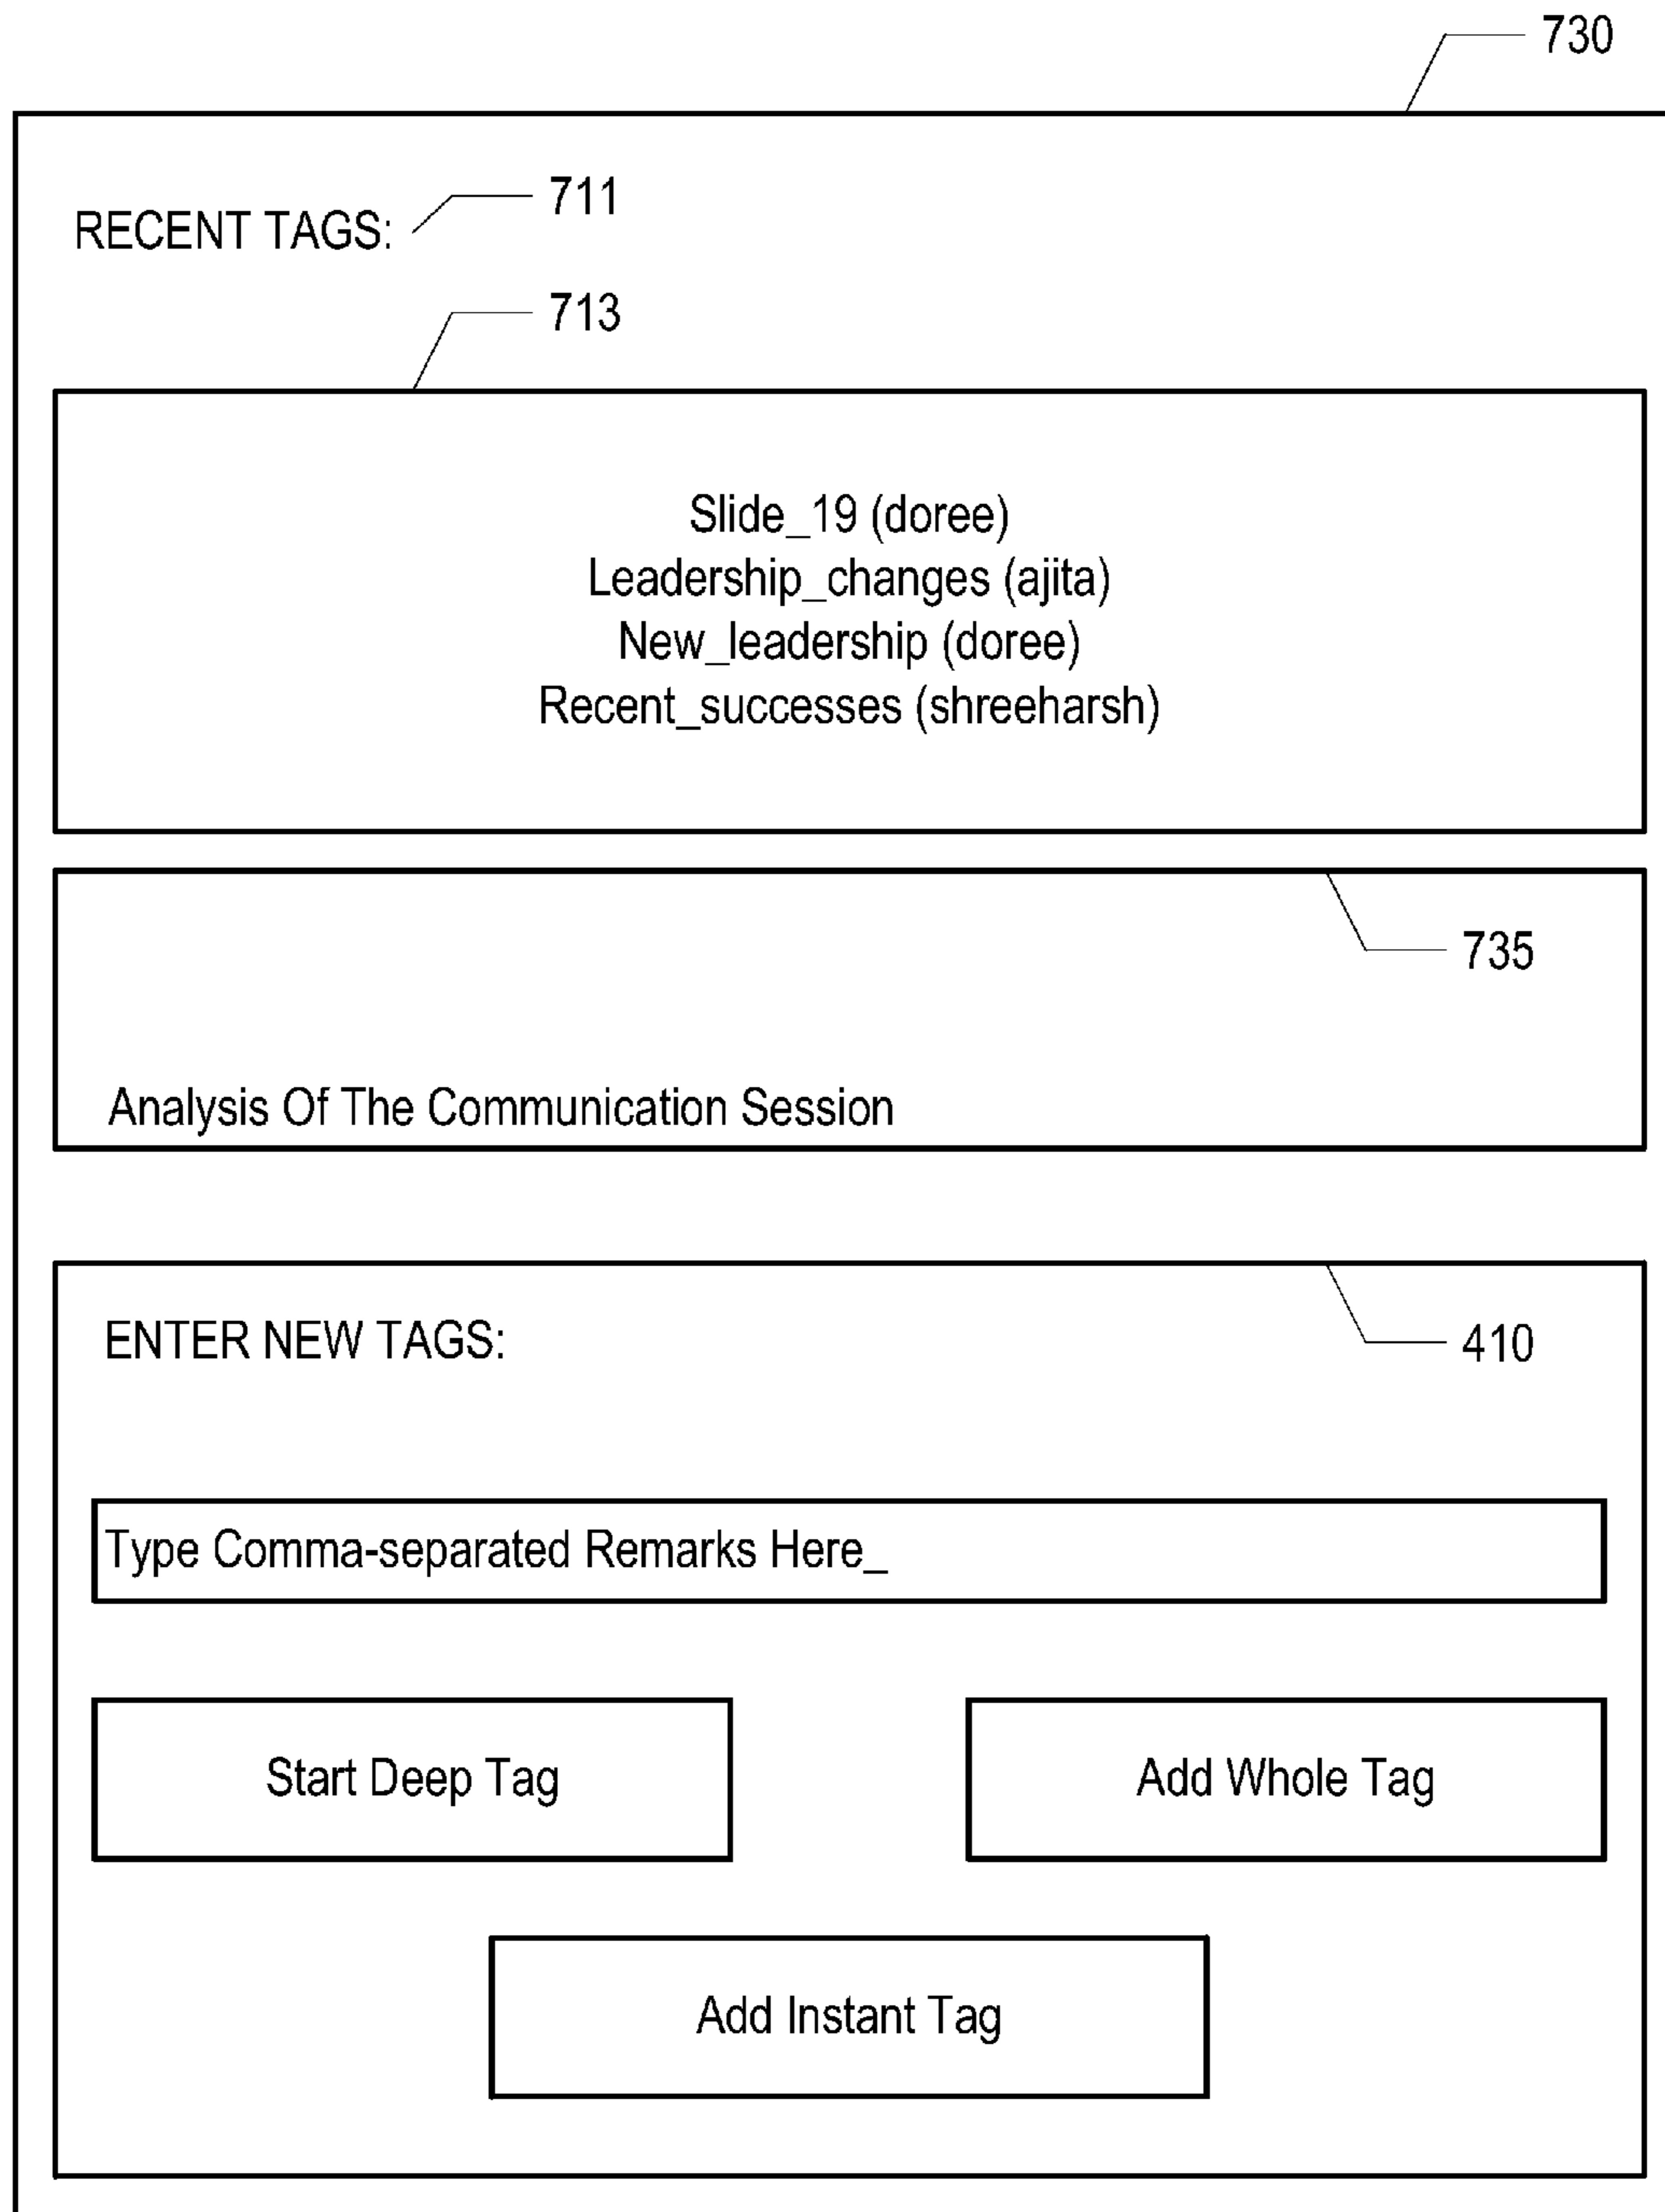 730
RECENT TAGS:
711
713
Slide_19 (doree)
Leadership_changes (ajita)
New_leadership (doree)
Recent_successes (shreeharsh)
735
Analysis Of The Communication Session
ENTER NEW TAGS:
410
Type Comma-separated Remarks Here_
Start Deep Tag
Add Whole Tag
Add Instant Tag